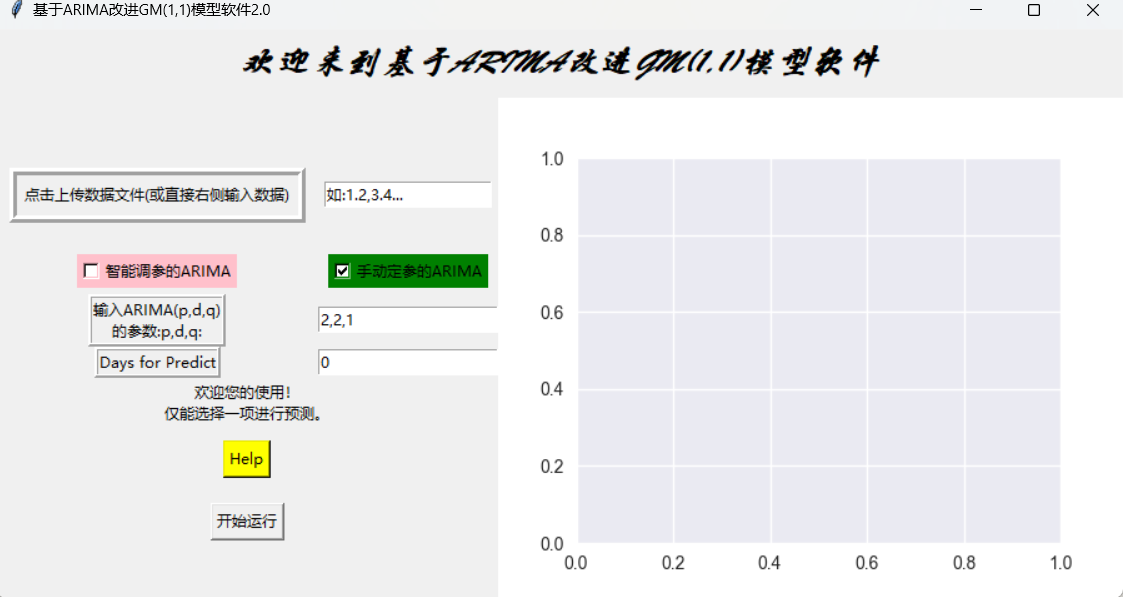 基于ARIMA改进GM(1,1)模型软件2.0
欢迎来到基于ARIMA改进GM(1,1)模型软件
点击上传数据文件(或直接右侧输入数据)
如:1.2,3.4...
智能调参的ARIMA
手动定参的ARIMA
输入ARIMA(p,d,q)
的参数:p,d,q:
2,2,1
Days for Predict
0
欢迎您的使用!
仅能选择一项进行预测。
Help
开始运行
1.0
0.8
0.6
0.4
0.2
0.0
0.0 0.2 0.4 0.6 0.8 1.0